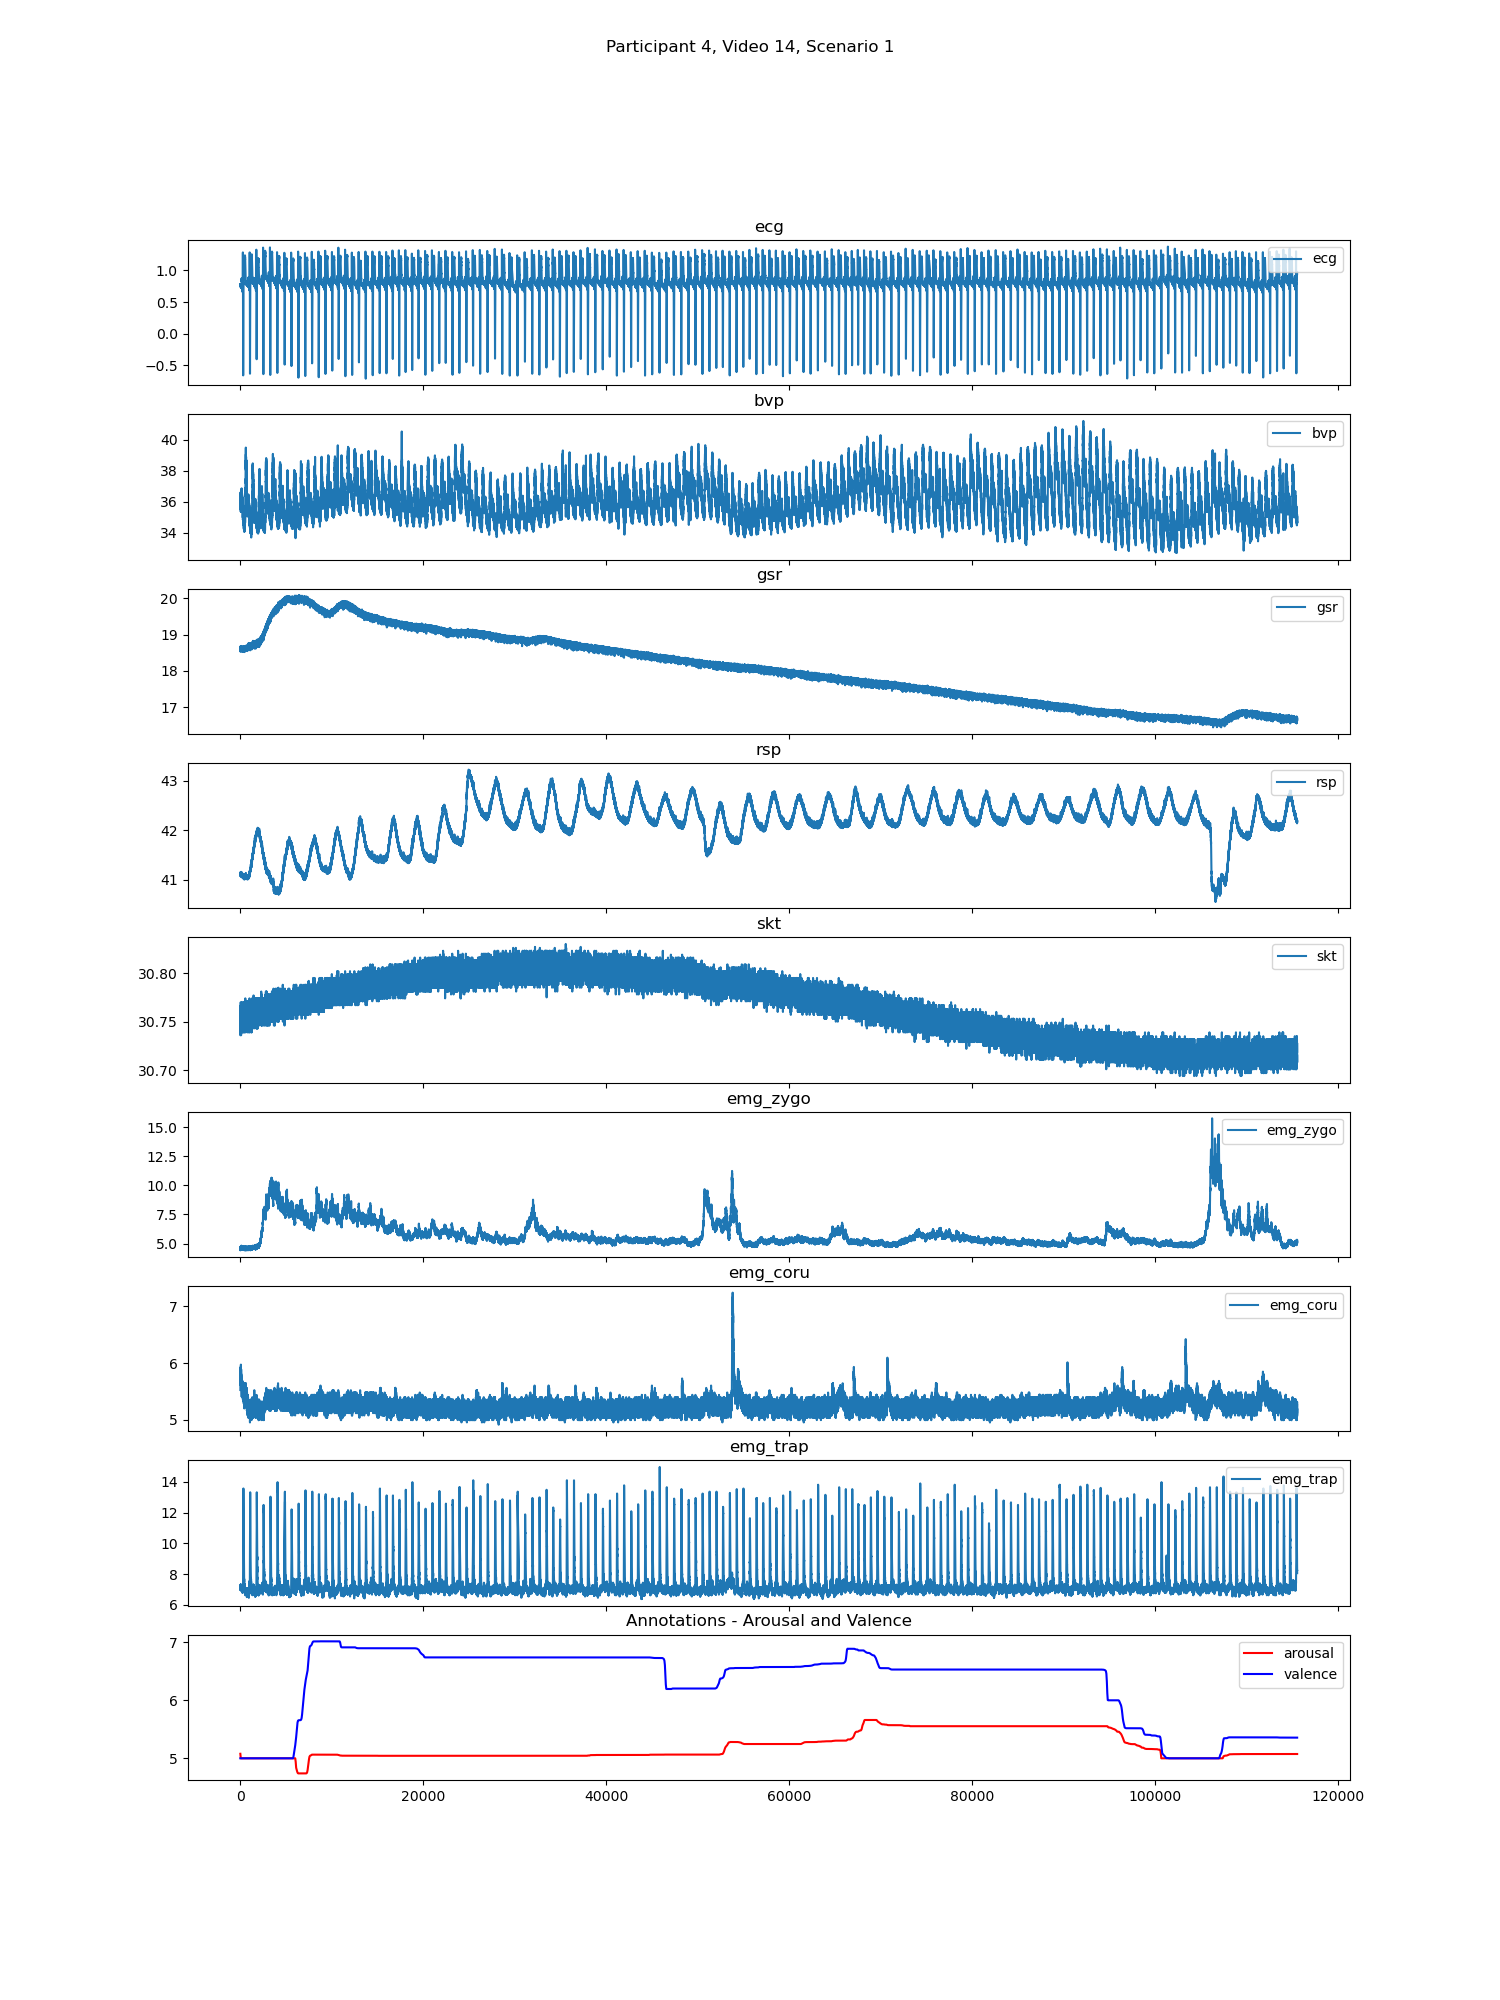 Participant 4, Video 14, Scenario 1
ecg
ecg
1.0
0.5
0.0
−0.5
bvp
bvp
40
38
36
34
gsr
gsr
20
19
18
17
rsp
rsp
43
42
41
skt
skt
30.80
30.75
30.70
emg_zygo
emg_zygo
15.0
12.5
10.0
7.5
5.0
emg_coru
emg_coru
7
6
5
emg_trap
emg_trap
14
12
10
8
6
Annotations - Arousal and Valence
arousal
valence
7
6
5
0 20000 40000 60000 80000 100000 120000